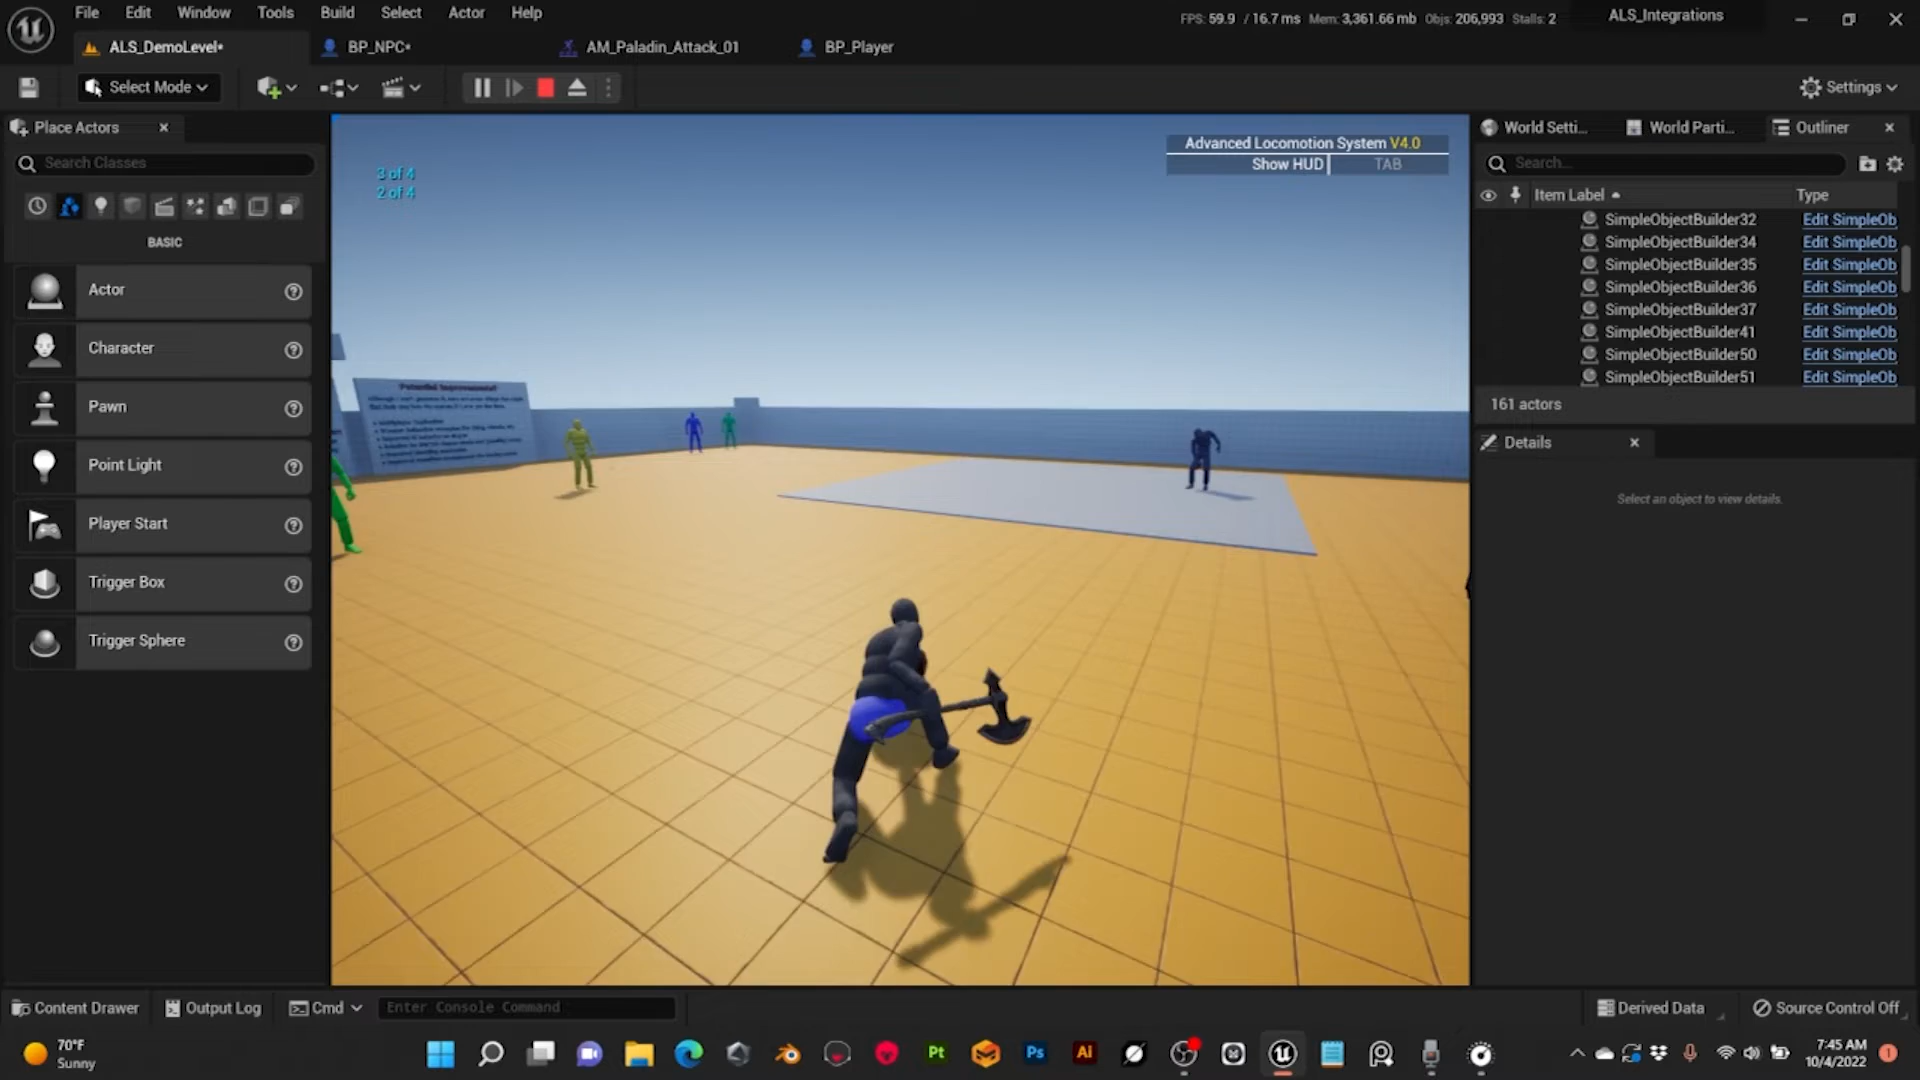 File Edit Window Tools Build Select Actor Help
FPS: 59.9 / 16.7 ms Mem: 3,361.66 mb Objs: 206,993 Stalls: 2
ALS_Integrations
ALS_DemoLevel*
BP_NPC*
AM_Paladin_Attack_01
BP_Player
Select Mode
Settings
Place Actors
World Setti...
World Parti...
Outliner
Search Classes
Search...
Item Label
Type
BASIC
Actor
Character
Pawn
Point Light
Player Start
Trigger Box
Trigger Sphere
3 of 4
2 of 4
Advanced Locomotion System V4.0
Show HUD TAB
Potential Improvements!
SimpleObjectBuilder32 Edit SimpleOb
SimpleObjectBuilder34 Edit SimpleOb
SimpleObjectBuilder35 Edit SimpleOb
SimpleObjectBuilder36 Edit SimpleOb
SimpleObjectBuilder37 Edit SimpleOb
SimpleObjectBuilder41 Edit SimpleOb
SimpleObjectBuilder50 Edit SimpleOb
SimpleObjectBuilder51 Edit SimpleOb
161 actors
Details
Select an object to view details.
Content Drawer
Output Log
Cmd
Enter Console Command
Derived Data
Source Control Off
70°F
Sunny
Pt
Ps
Ai
7:45 AM
10/4/2022
1